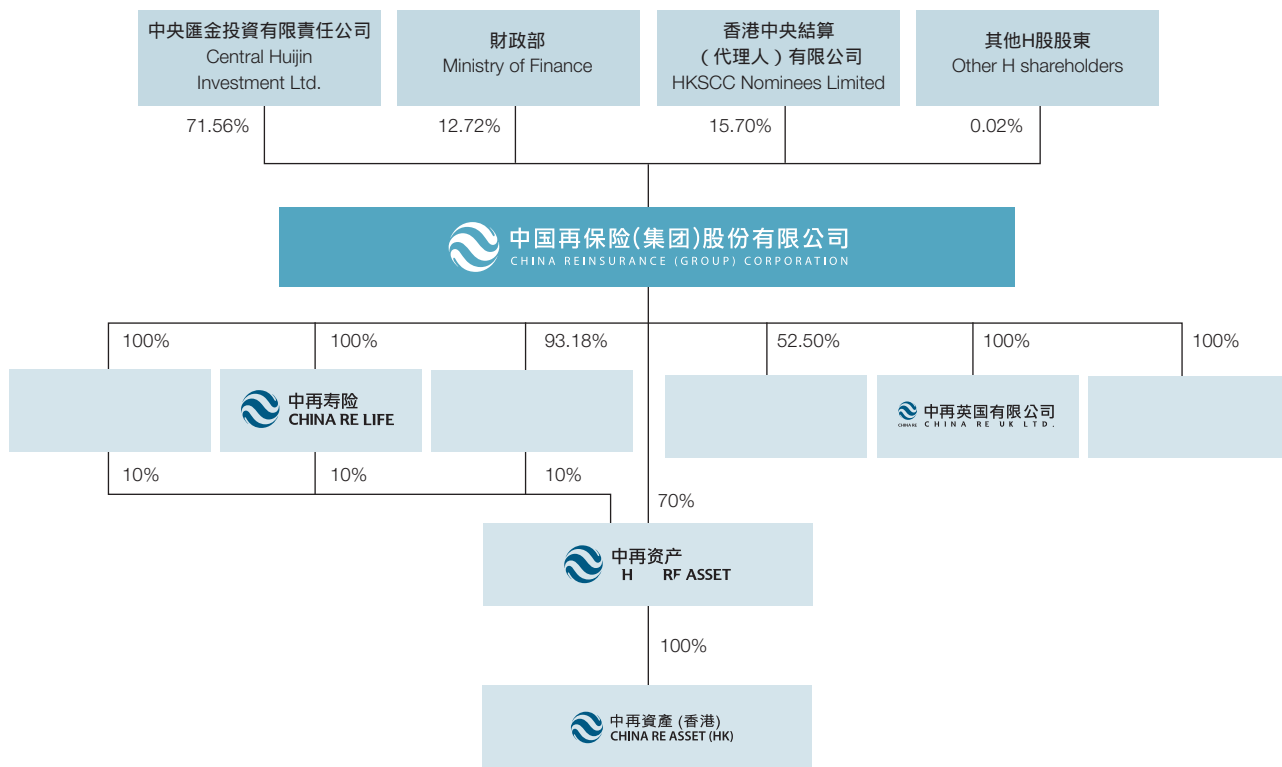 中央匯金投資有限責任公司
Central Huijin
Investment Ltd.
財政部
Ministry of Finance
香港中央結算
（代理人）有限公司
HKSCC Nominees Limited
其他H股股東
Other H shareholders
71.56%
12.72%
15.70%
0.02%
中国再保险(集团)股份有限公司
CHINA REINSURANCE (GROUP) CORPORATION
100%
100%
93.18%
52.50%
100%
100%
中再寿险
CHINA RE LIFE
中再英国有限公司
CHINA RE CHINA RE UK LTD.
10%
10%
10%
70%
中再资产
H RE ASSET
100%
中再資產 (香港)
CHINA RE ASSET (HK)